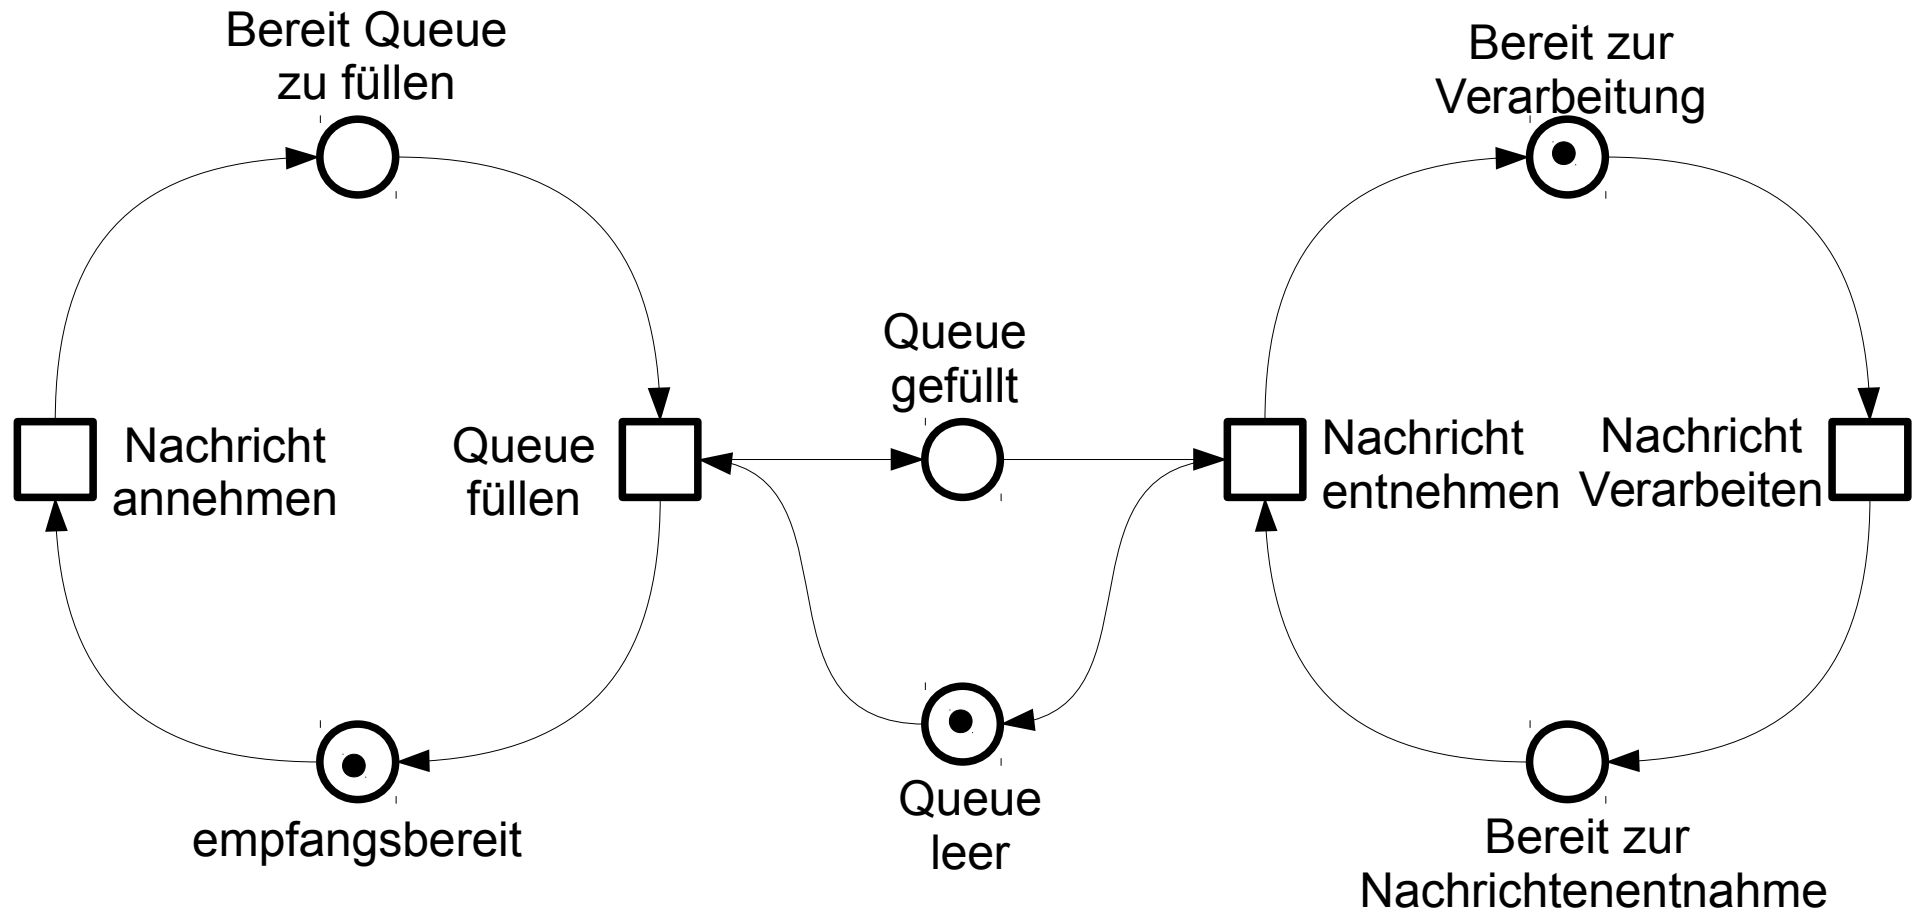 Bereit Queue
zu füllen
Bereit zur
Verarbeitung
Queue
gefüllt
Nachricht
annehmen
Queue
füllen
Nachricht
entnehmen
Nachricht
Verarbeiten
empfangsbereit
Queue
leer
Bereit zur
Nachrichtenentnahme